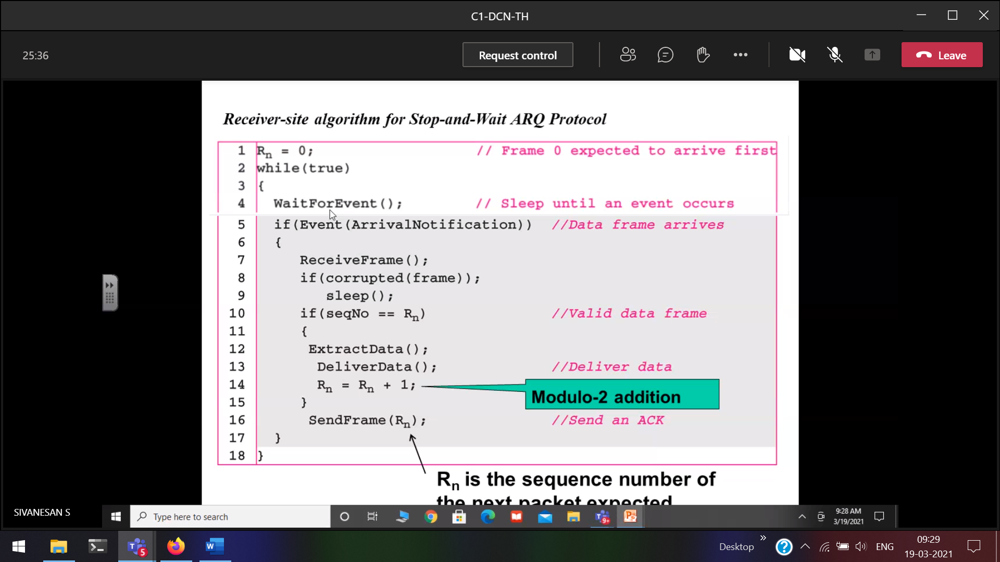 C1-DCN-TH
25:36
Request control
Leave
Receiver-site algorithm for Stop-and-Wait ARQ Protocol
1 Rn = 0; // Frame 0 expected to arrive first
2 while(true)
3 {
4 WaitForEvent(); // Sleep until an event occurs
5 if(Event(ArrivalNotification)) //Data frame arrives
6 {
7 ReceiveFrame();
8 if(corrupted(frame));
9 sleep();
10 if(seqNo == Rn) //Valid data frame
11 {
12 ExtractData();
13 DeliverData(); //Deliver data
14 Rn = Rn + 1;
Modulo-2 addition
15 }
16 SendFrame(Rn); //Send an ACK
17 }
18 }
Rn is the sequence number of
the next packet expected
SIVANESAN S
Type here to search
9+
9:28 AM
3/19/2021
5
Desktop
ENG
09:29
19-03-2021